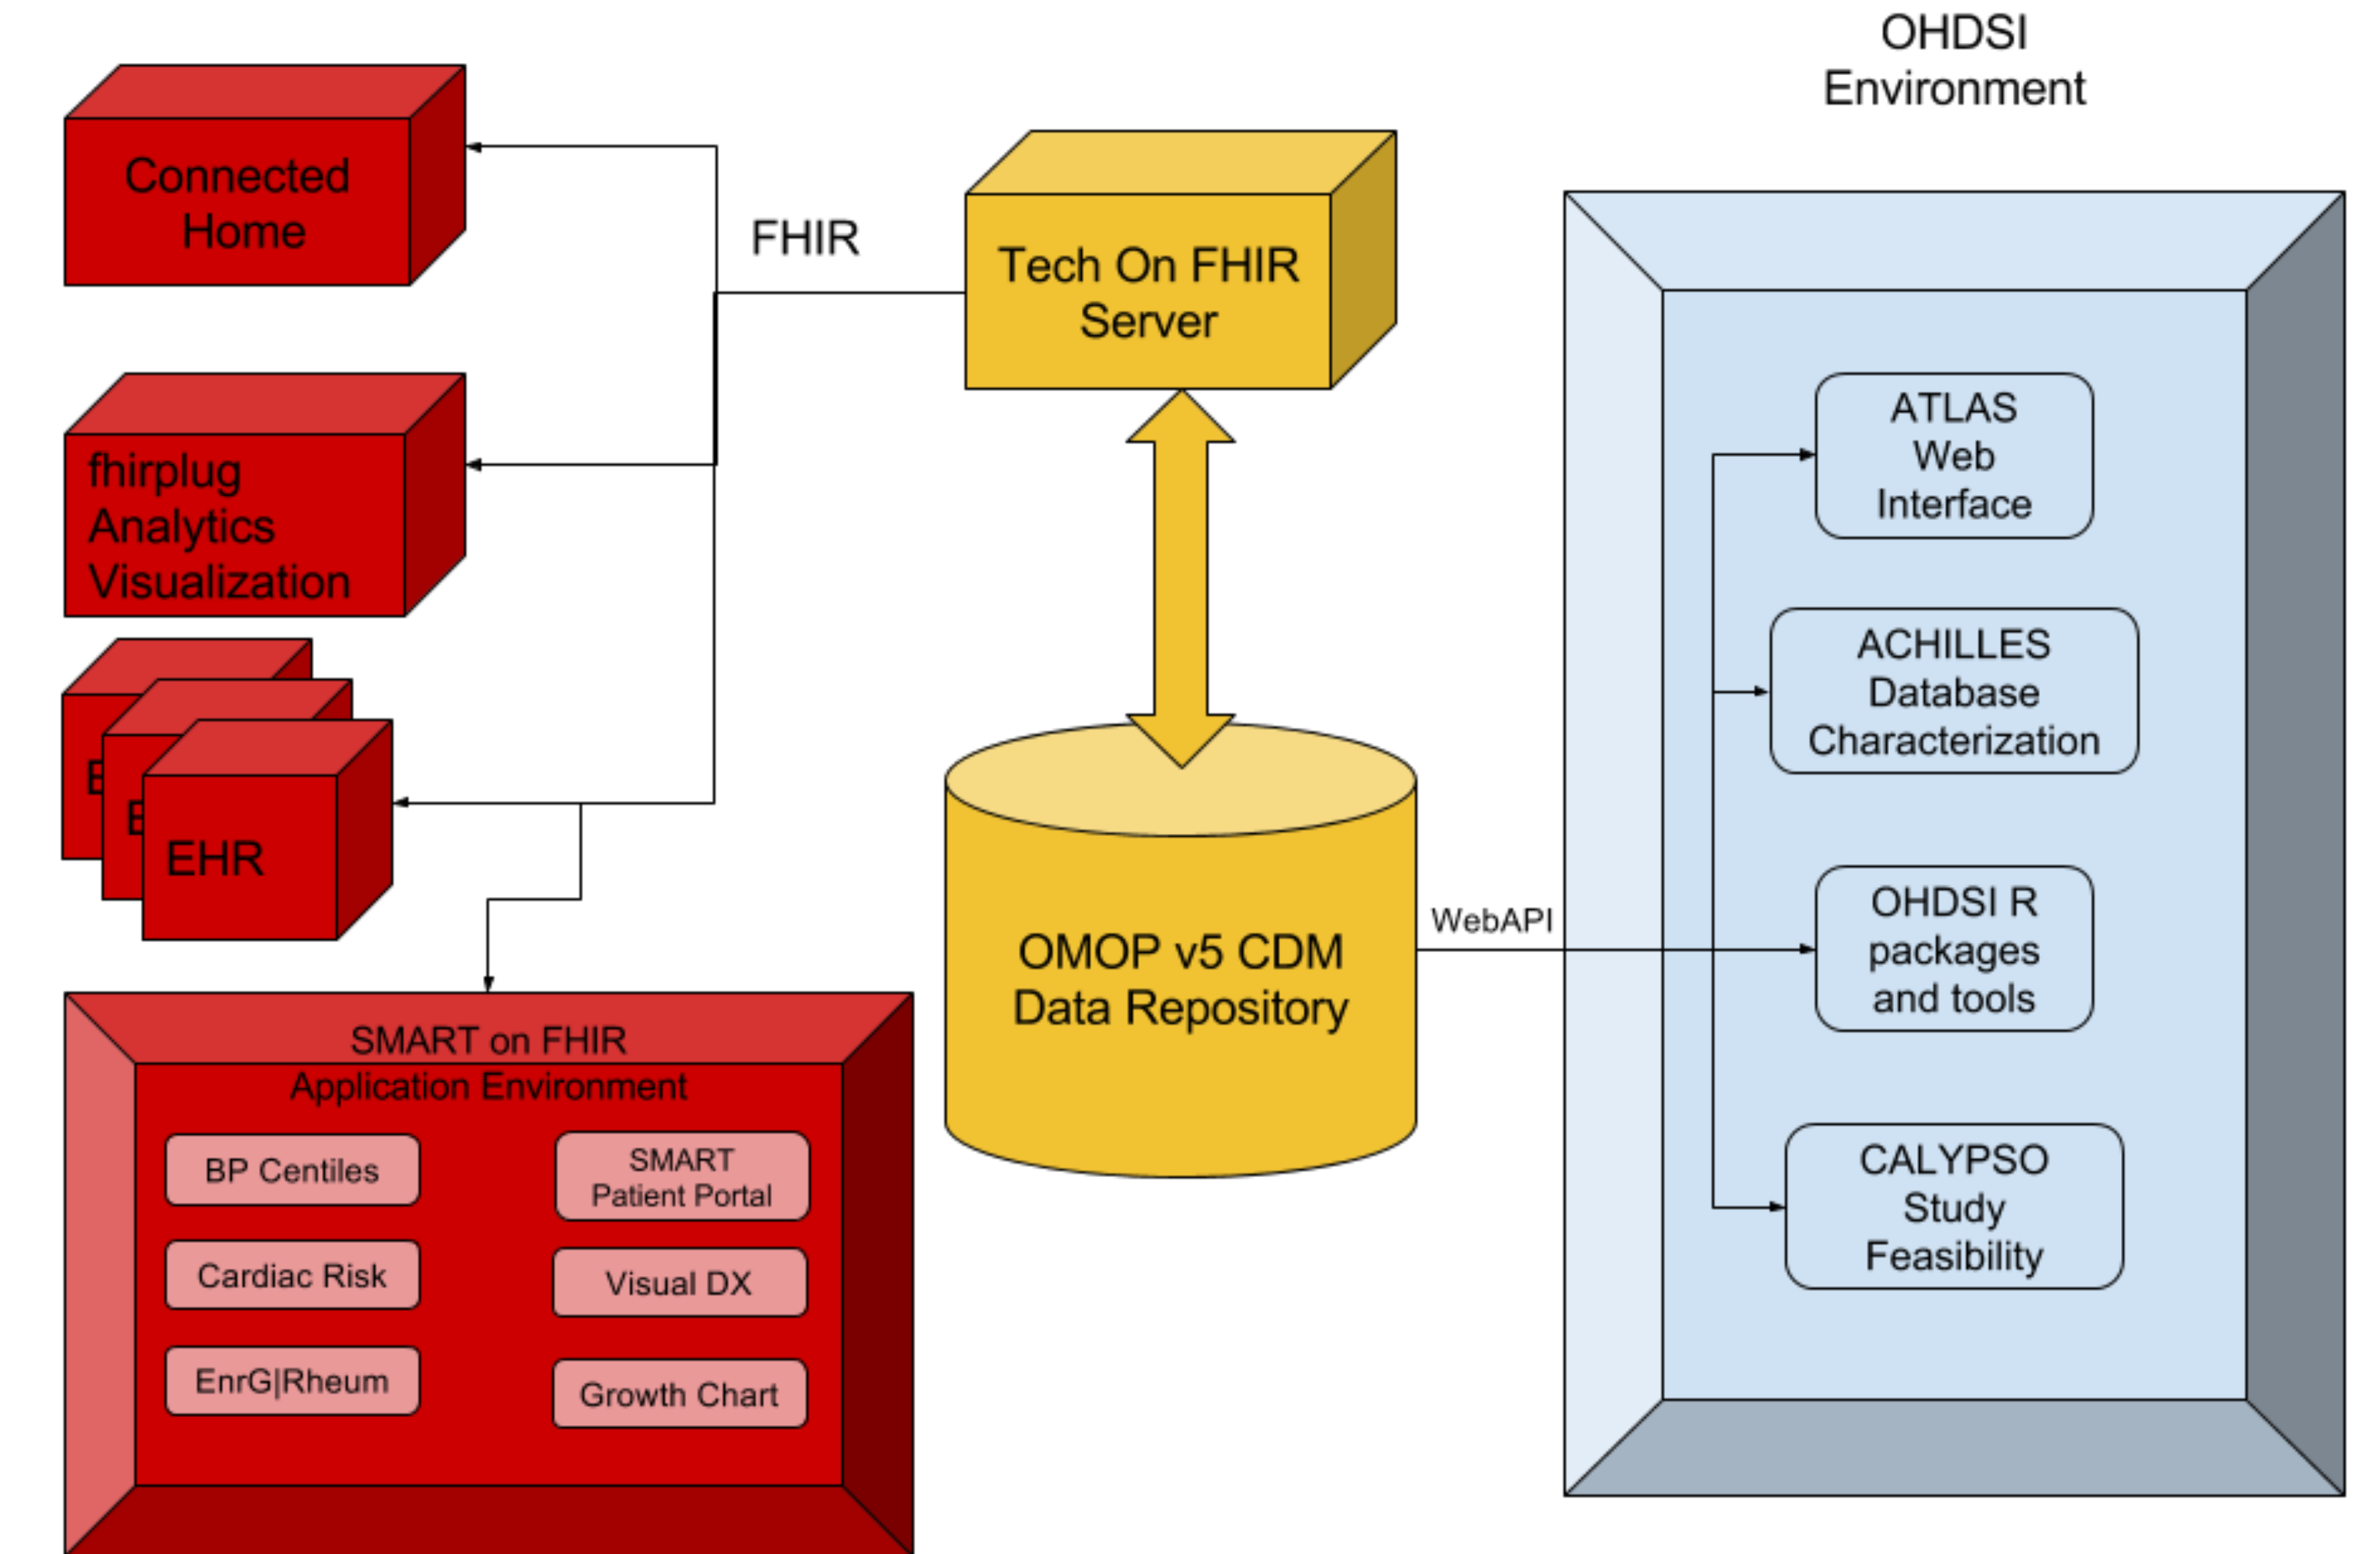 OHDSI
Environment
Connected
Home
FHIR
Tech On FHIR
Server
fhirplug
Analytics
Visualization
E
E
EHR
SMART on FHIR
Application Environment
BP Centiles
SMART
Patient Portal
Cardiac Risk
Visual DX
EnrG|Rheum
Growth Chart
OMOP v5 CDM
Data Repository
WebAPI
ATLAS
Web
Interface
ACHILLES
Database
Characterization
OHDSI R
packages
and tools
CALYPSO
Study
Feasibility